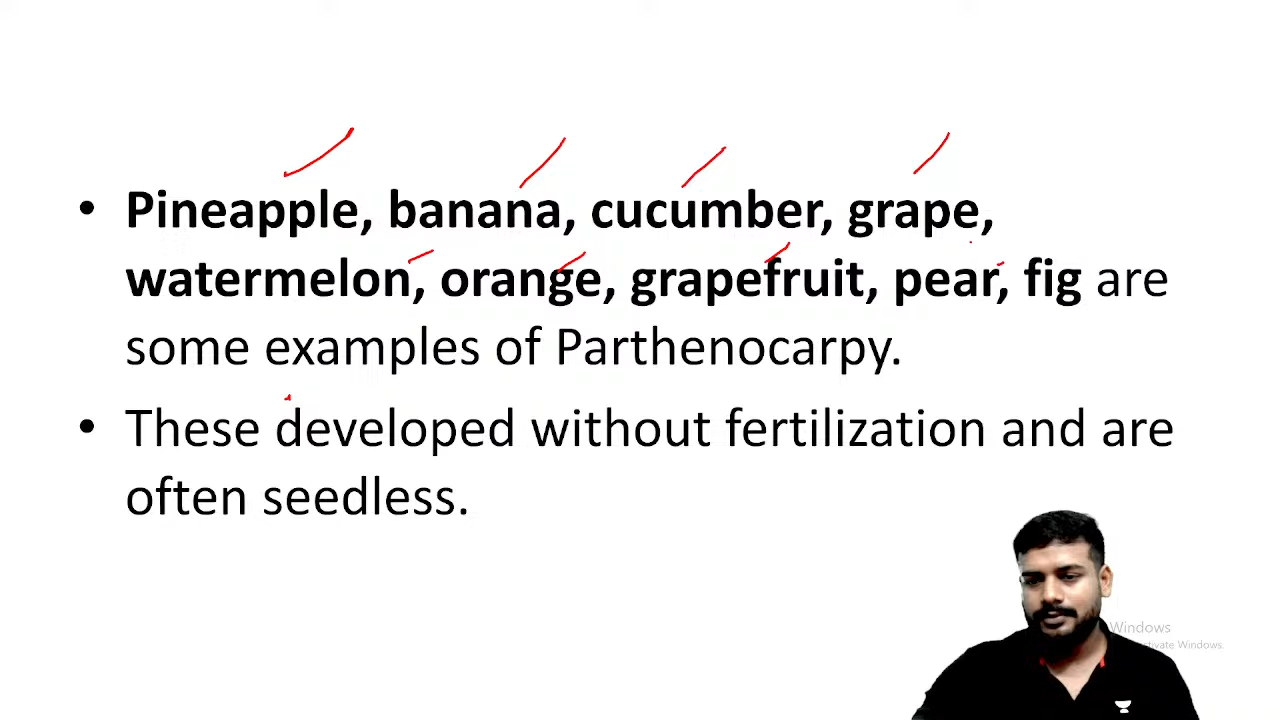 • Pineapple, banana, cucumber, grape,
watermelon, orange, grapefruit, pear, fig are
some examples of Parthenocarpy.
• These developed without fertilization and are
often seedless.
Windows
ctivate Windows.